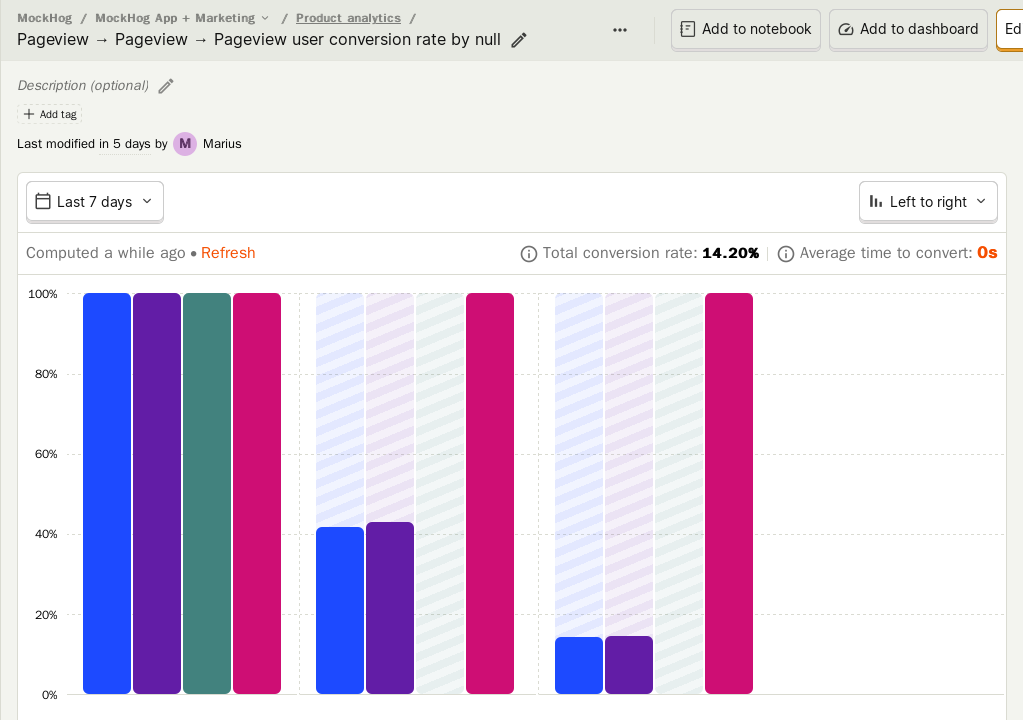 MockHog / MockHog App + Marketing / Product analytics /
Pageview → Pageview → Pageview user conversion rate by null
Add to notebook
Add to dashboard
Ed
Description (optional)
Add tag
Last modified in 5 days by M Marius
Last 7 days
Left to right
Computed a while ago • Refresh
Total conversion rate: 14.20%
Average time to convert: 0s
100%
80%
60%
40%
20%
0%